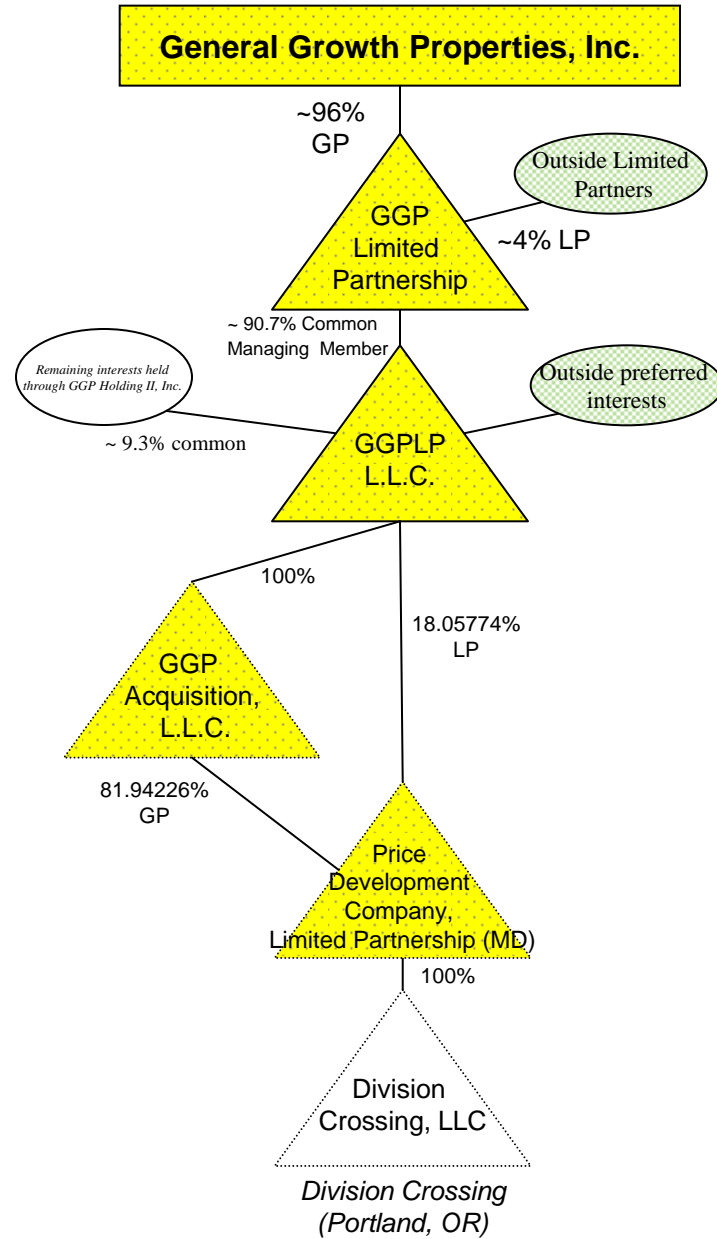 General Growth Properties, Inc.
~96%
GP
Outside Limited
Partners
GGP
Limited
Partnership
~4% LP
~ 90.7% Common
Managing Member
Remaining interests held
through GGP Holding II, Inc.
Outside preferred
interests
~ 9.3% common
GGPLP
L.L.C.
100%
18.05774%
LP
GGP
Acquisition,
L.L.C.
81.94226%
GP
Price
Development
Company,
Limited Partnership (MD)
100%
Division
Crossing, LLC
Division Crossing
(Portland, OR)